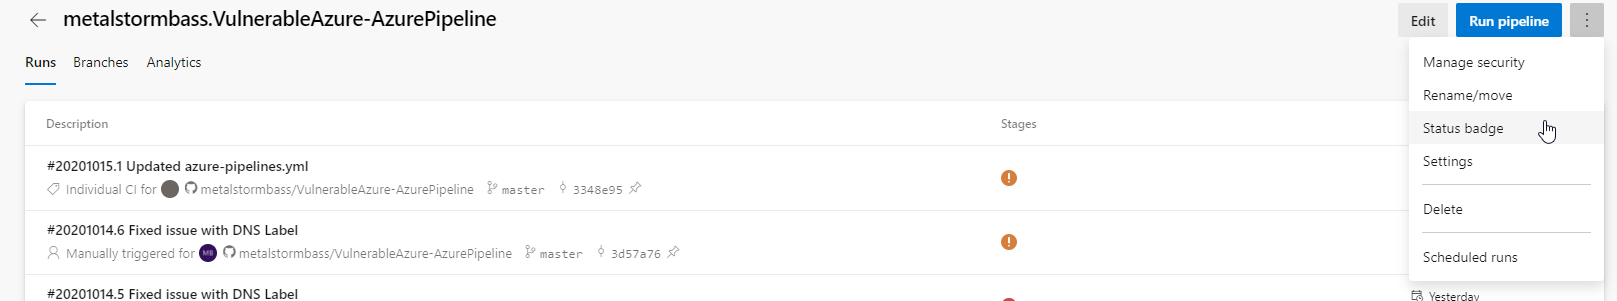 metalstormbass.VulnerableAzure-AzurePipeline
Edit
Run pipeline
Runs Branches Analytics
Manage security
Rename/move
Status badge
Settings
Delete
Scheduled runs
Description Stages
#20201015.1 Updated azure-pipelines.yml
Individual CI for metalstormbass/VulnerableAzure-AzurePipeline master 3348e95
#20201014.6 Fixed issue with DNS Label
Manually triggered for MB metalstormbass/VulnerableAzure-AzurePipeline master 3d57a76
#20201014.5 Fixed issue with DNS Label
Yesterday